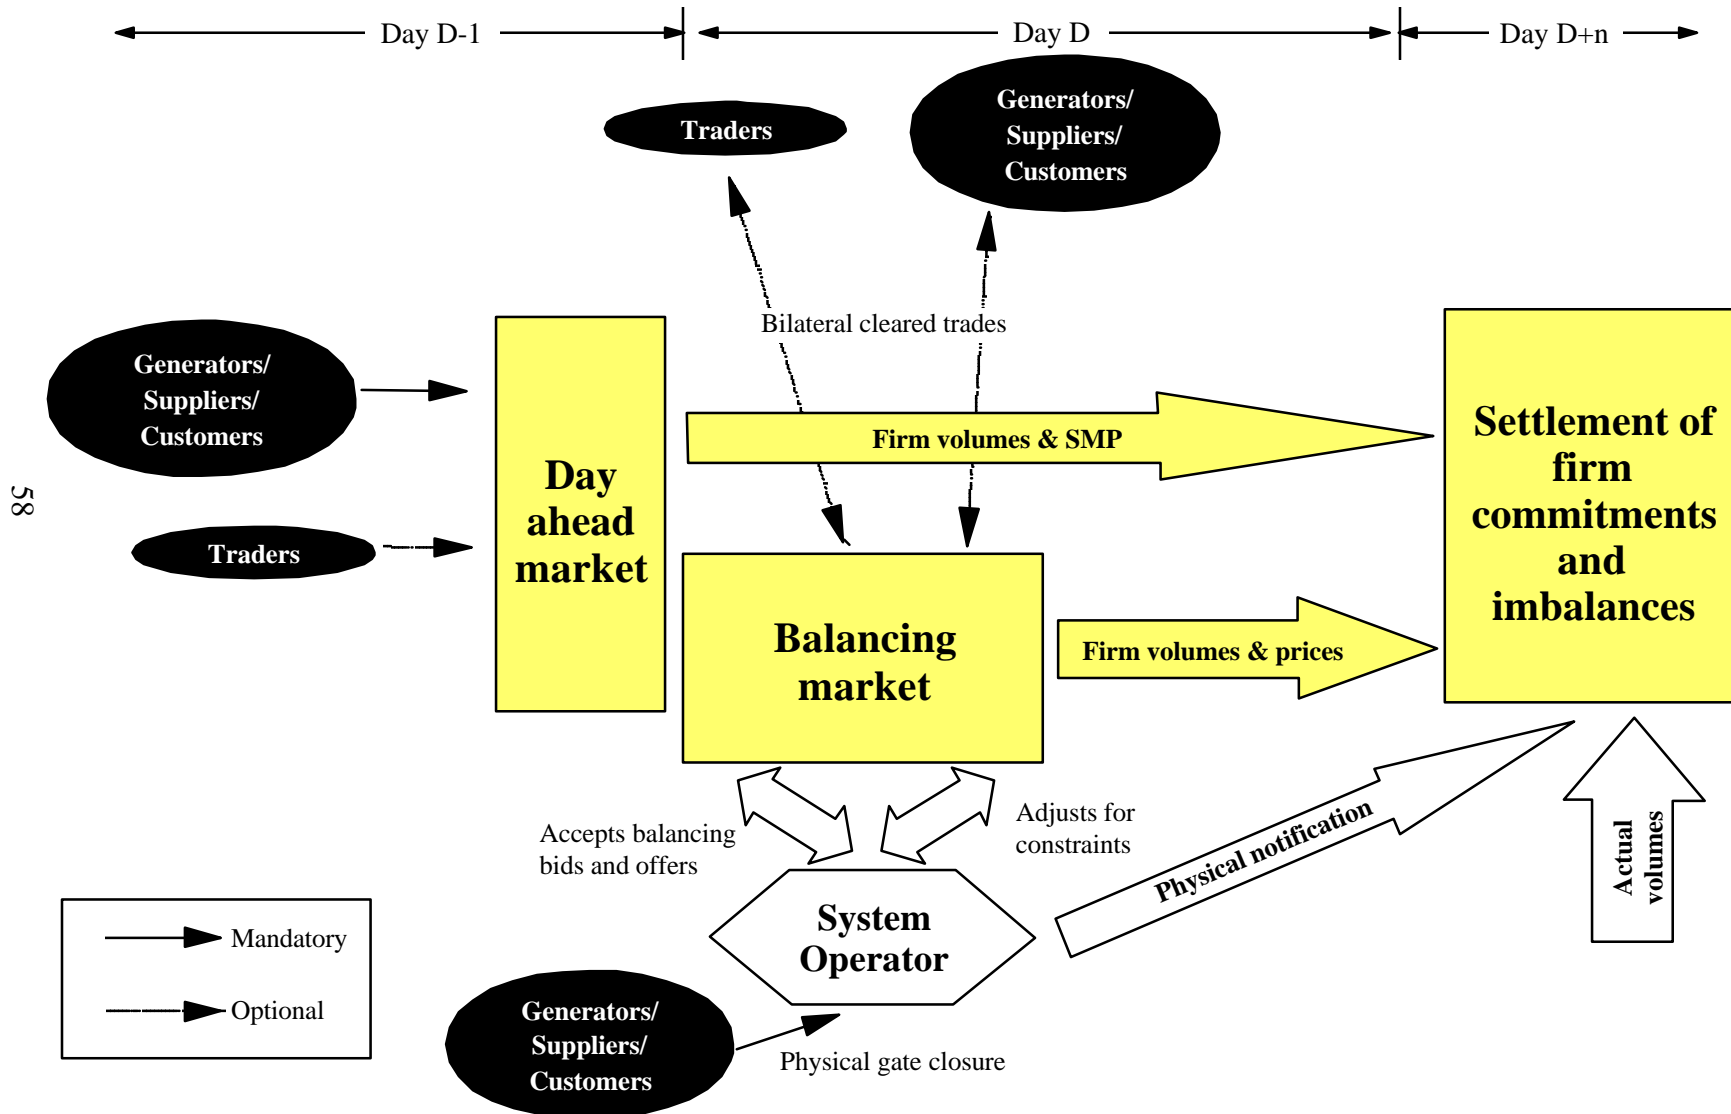 Day D-1
Day D
Day D+n
Traders
Generators/
Suppliers/
Customers
Bilateral cleared trades
Generators/
Suppliers/
Customers
Traders
Day
ahead
market
Firm volumes & SMP
Balancing
market
Firm volumes & prices
Settlement of
firm
commitments
and
imbalances
58
Accepts balancing
bids and offers
Adjusts for
constraints
System
Operator
Physical notification
Actual
volumes
Mandatory
Optional
Generators/
Suppliers/
Customers
Physical gate closure